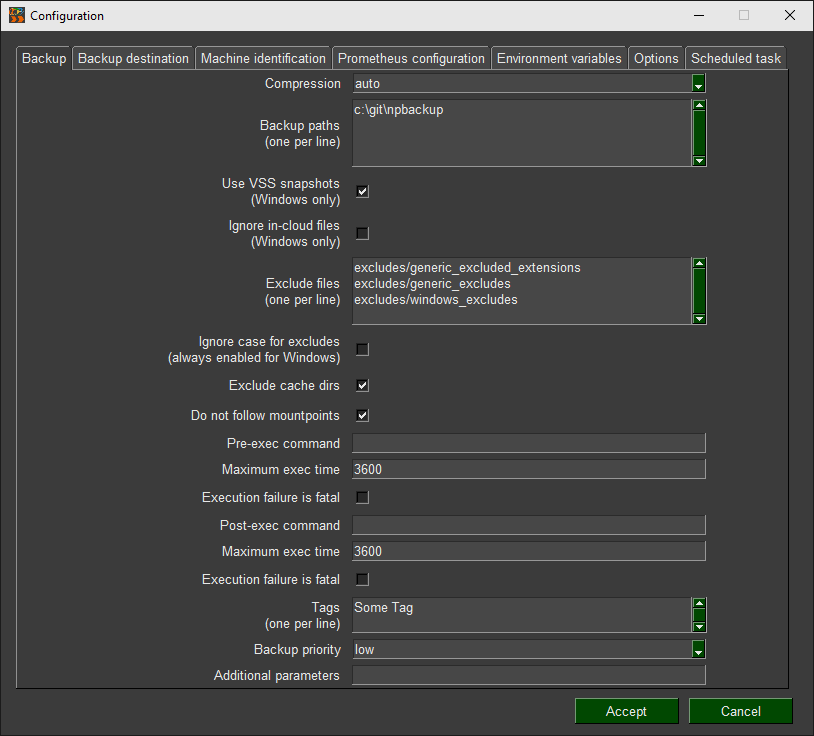 Configuration
Backup
Backup destination
Machine identification
Prometheus configuration
Environment variables
Options
Scheduled task
Compression
auto
Backup paths
(one per line)
c:\git\npbackup
Use VSS snapshots
(Windows only)
Ignore in-cloud files
(Windows only)
Exclude files
(one per line)
excludes/generic_excluded_extensions
excludes/generic_excludes
excludes/windows_excludes
Ignore case for excludes
(always enabled for Windows)
Exclude cache dirs
Do not follow mountpoints
Pre-exec command
Maximum exec time
3600
Execution failure is fatal
Post-exec command
Maximum exec time
3600
Execution failure is fatal
Tags
(one per line)
Some Tag
Backup priority
low
Additional parameters
Accept
Cancel